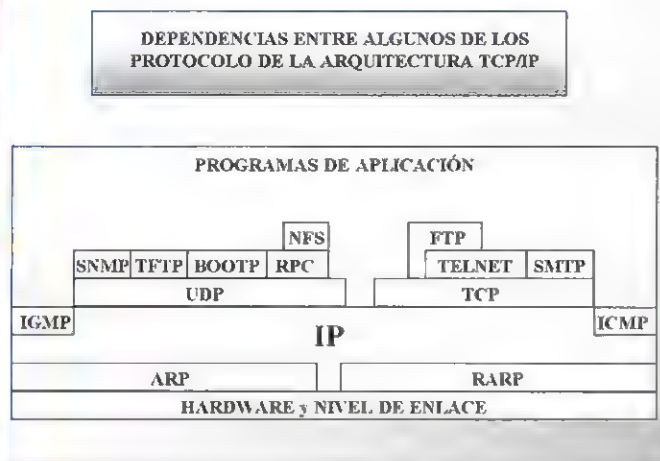 DEPENDENCIAS ENTRE ALGUNOS DE LOS
PROTOCOLO DE LA ARQUITECTURA TCP/IP
PROGRAMAS DE APLICACIÓN
NFS FTP
SNMP TFTP BOOTP RPC TELNET SMTP
UDP TCP
IGMP IP ICMP
ARP RARP
HARDWARE y NIVEL DE ENLACE